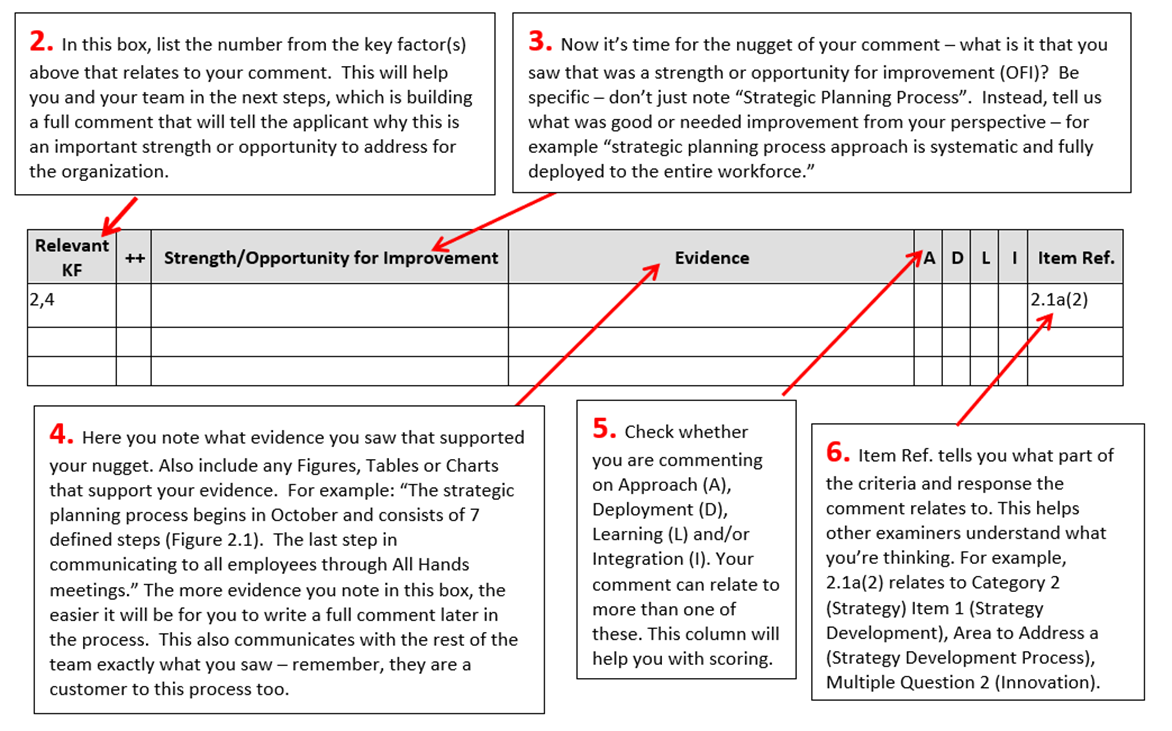 2. In this box, list the number from the key factor(s)
above that relates to your comment.  This will help
you and your team in the next steps, which is building
a full comment that will tell the applicant why this is
an important strength or opportunity to address for
the organization.
3. Now it’s time for the nugget of your comment – what is it that you
saw that was a strength or opportunity for improvement (OFI)?  Be
specific – don’t just note “Strategic Planning Process”.  Instead, tell us
what was good or needed improvement from your perspective – for
example “strategic planning process approach is systematic and fully
deployed to the entire workforce.”
Relevant KF ++ Strength/Opportunity for Improvement Evidence A D L I Item Ref.
2,4 2.1a(2)
4. Here you note what evidence you saw that supported
your nugget. Also include any Figures, Tables or Charts
that support your evidence.  For example: “The strategic
planning process begins in October and consists of 7
defined steps (Figure 2.1).  The last step in
communicating to all employees through All Hands
meetings.” The more evidence you note in this box, the
easier it will be for you to write a full comment later in
the process.  This also communicates with the rest of the
team exactly what you saw – remember, they are a
customer to this process too.
5. Check whether
you are commenting
on Approach (A),
Deployment (D),
Learning (L) and/or
Integration (I). Your
comment can relate to
more than one of
these. This column will
help you with scoring.
6. Item Ref. tells you what part of
the criteria and response the
comment relates to. This helps
other examiners understand what
you’re thinking. For example,
2.1a(2) relates to Category 2
(Strategy) Item 1 (Strategy
Development), Area to Address a
(Strategy Development Process),
Multiple Question 2 (Innovation).